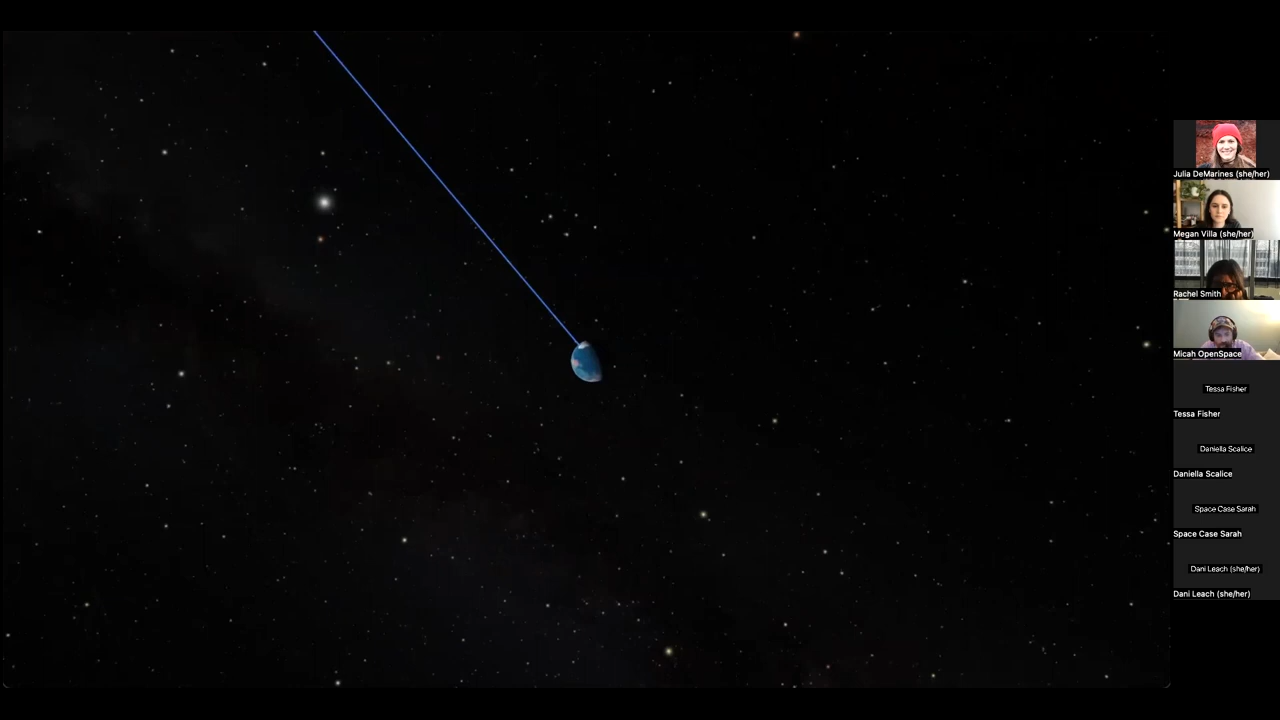 Julia DeMarines (she/her)
Megan Villa (she/her)
Rachel Smith
Micah OpenSpace
Tessa Fisher
Tessa Fisher
Daniella Scalice
Daniella Scalice
Space Case Sarah
Space Case Sarah
Dani Leach (she/her)
Dani Leach (she/her)